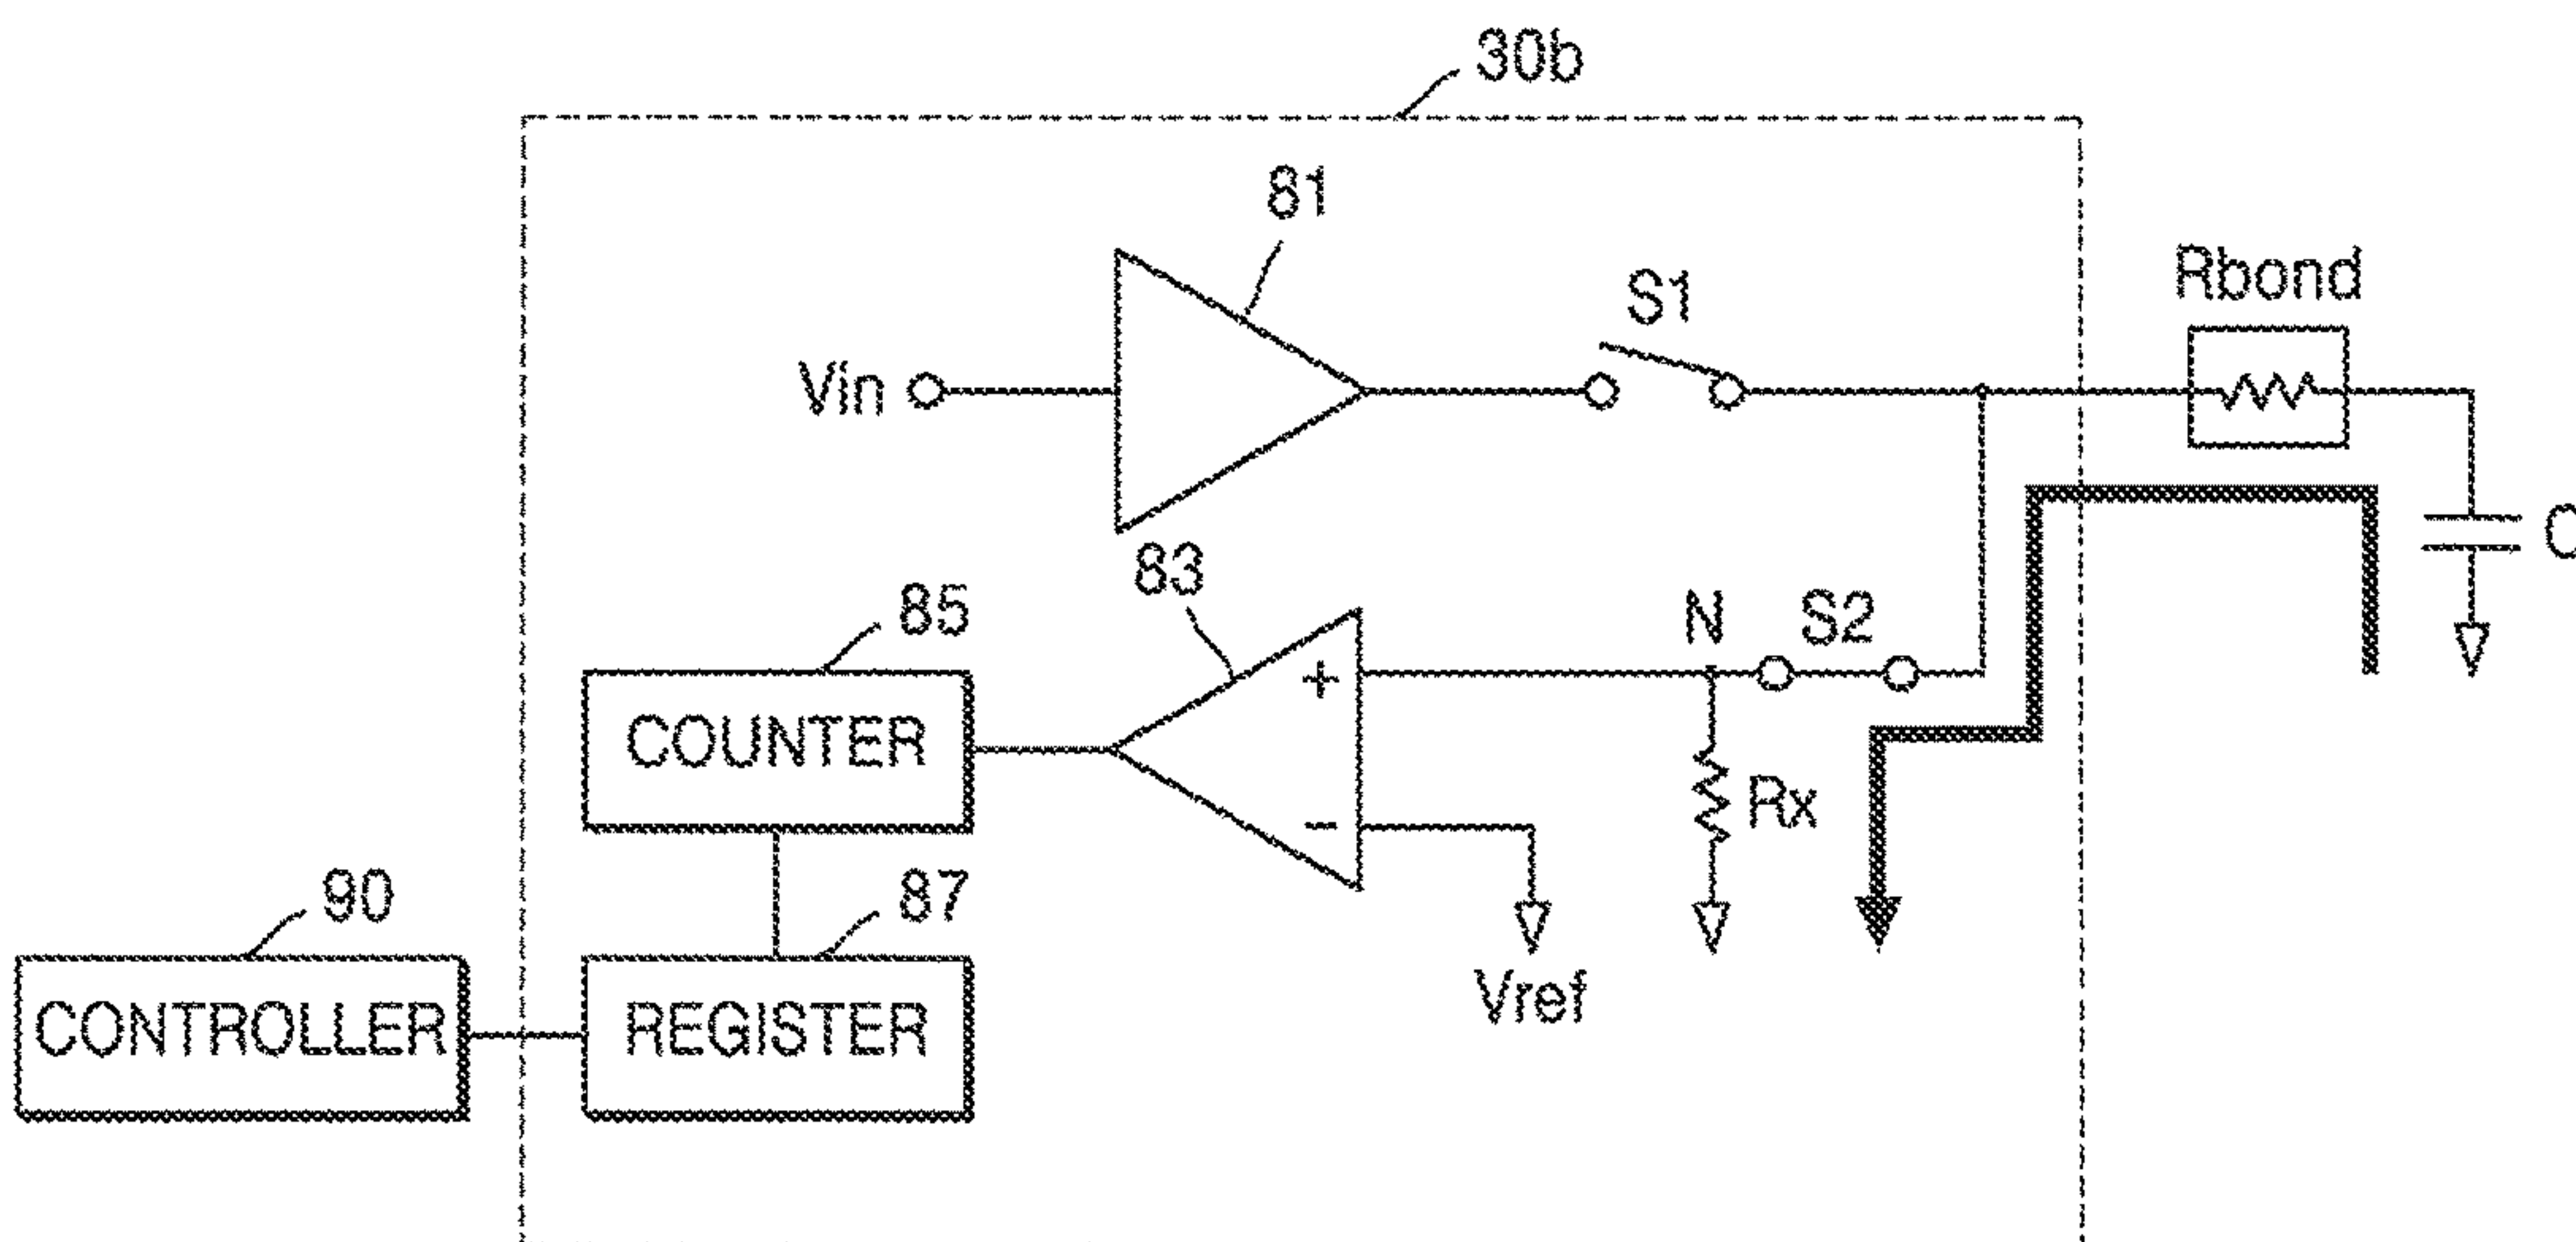 30b
81
Rbond
S1
Vin
83
85
N
S2
C
COUNTER
+
Rx
-
90
87
Vref
CONTROLLER
REGISTER